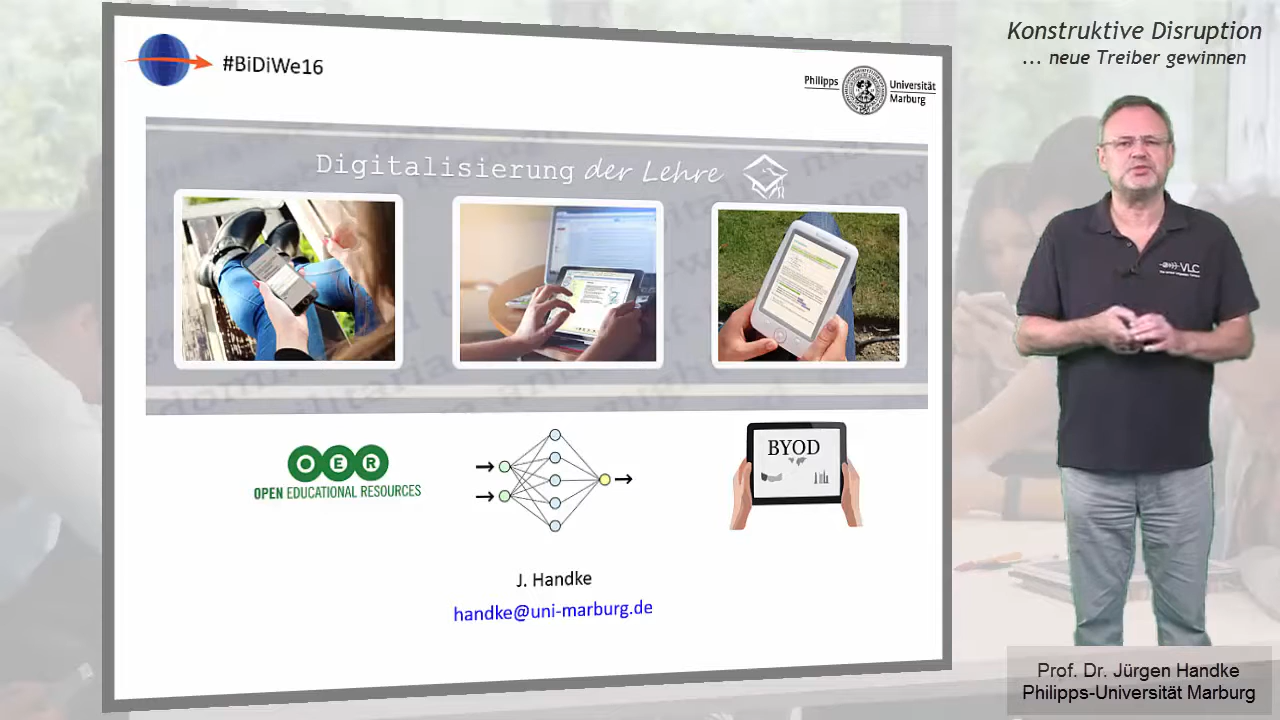 Konstruktive Disruption
... neue Treiber gewinnen
#BiDiWe16
Philipps
Universität
Marburg
Digitalisierung der Lehre
VLC
OER
OPEN EDUCATIONAL RESOURCES
BYOD
J. Handke
handke@uni-marburg.de
Prof. Dr. Jürgen Handke
Philipps-Universität Marburg